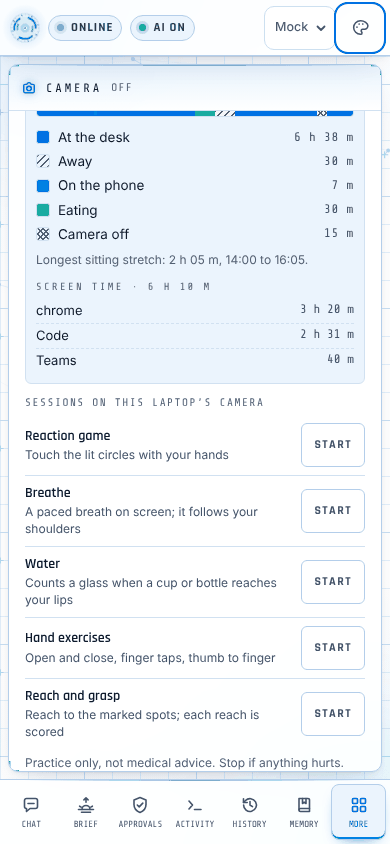 ONLINE
AI ON
Mock
CAMERA OFF
At the desk 6 h 38 m
Away 30 m
On the phone 7 m
Eating 30 m
Camera off 15 m
Longest sitting stretch: 2 h 05 m, 14:00 to 16:05.
SCREEN TIME · 6 H 10 M
chrome 3 h 20 m
Code 2 h 31 m
Teams 40 m
SESSIONS ON THIS LAPTOP'S CAMERA
Reaction game
Touch the lit circles with your hands
START
Breathe
A paced breath on screen; it follows your
shoulders
START
Water
Counts a glass when a cup or bottle reaches
your lips
START
Hand exercises
Open and close, finger taps, thumb to finger
START
Reach and grasp
Reach to the marked spots; each reach is
scored
START
Practice only, not medical advice. Stop if anything hurts.
CHAT
BRIEF
APPROVALS
ACTIVITY
HISTORY
MEMORY
MORE